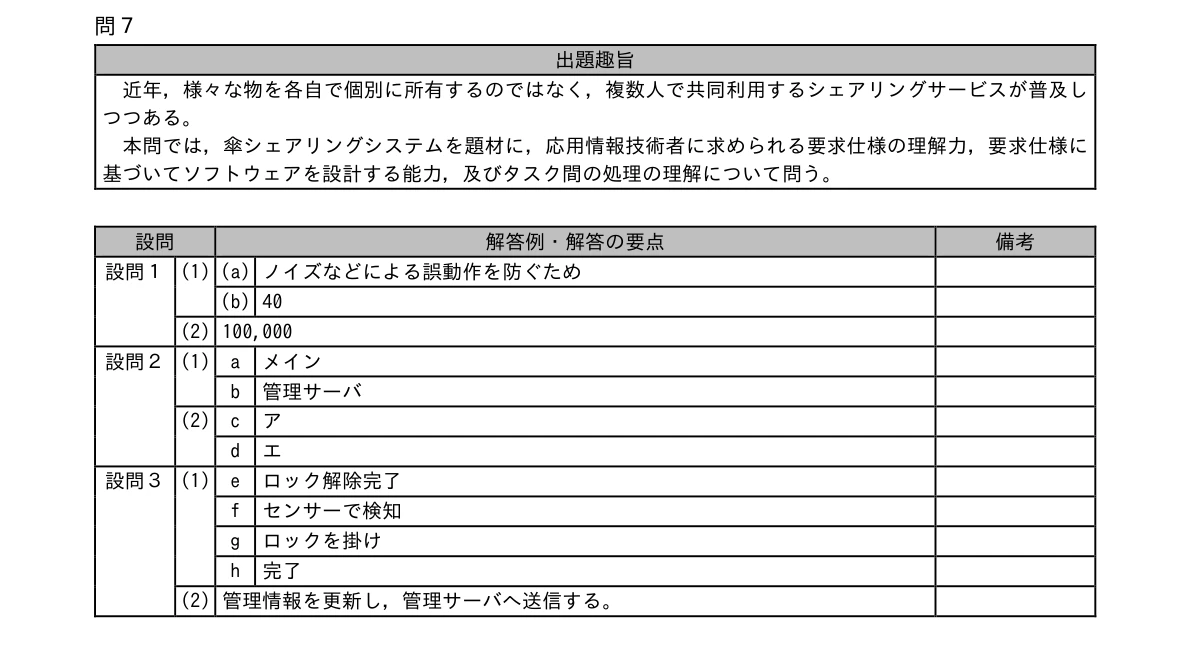 問７
出題趣旨
近年，様々な物を各自で個別に所有するのではなく，複数人で共同利用するシェアリングサービスが普及し
つつある。
本問では，傘シェアリングシステムを題材に，応用情報技術者に求められる要求仕様の理解力，要求仕様に
基づいてソフトウェアを設計する能力，及びタスク間の処理の理解について問う。
設問 解答例・解答の要点 備考
設問１ (1) (a) ノイズなどによる誤動作を防ぐため
(b) 40
(2) 100,000
設問２ (1) a メイン
b 管理サーバ
(2) c ア
d エ
設問３ (1) e ロック解除完了
f センサーで検知
g ロックを掛け
h 完了
(2) 管理情報を更新し，管理サーバへ送信する。